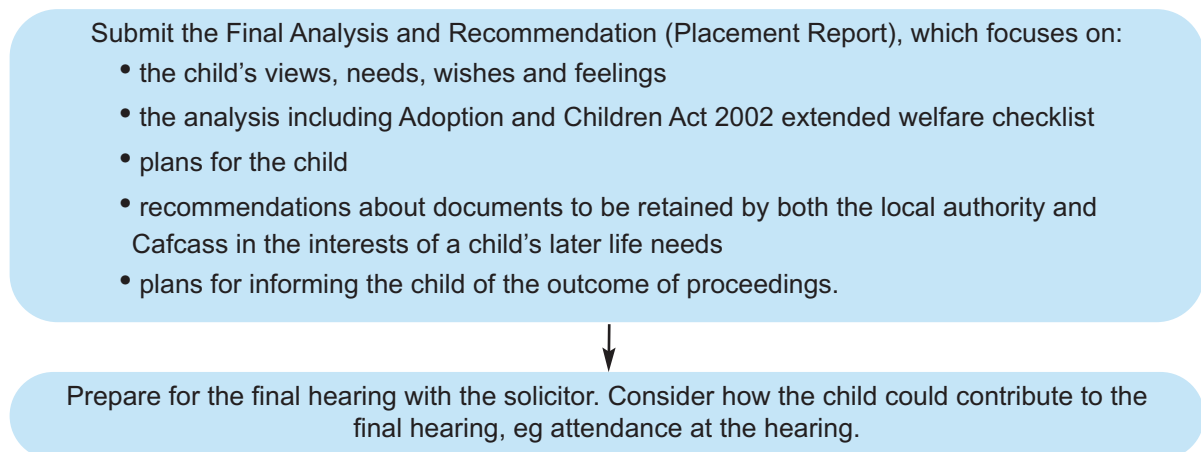 Submit the Final Analysis and Recommendation (Placement Report), which focuses on:
• the child’s views, needs, wishes and feelings
• the analysis including Adoption and Children Act 2002 extended welfare checklist
• plans for the child
• recommendations about documents to be retained by both the local authority and
Cafcass in the interests of a child’s later life needs
• plans for informing the child of the outcome of proceedings.
Prepare for the final hearing with the solicitor. Consider how the child could contribute to the
final hearing, eg attendance at the hearing.